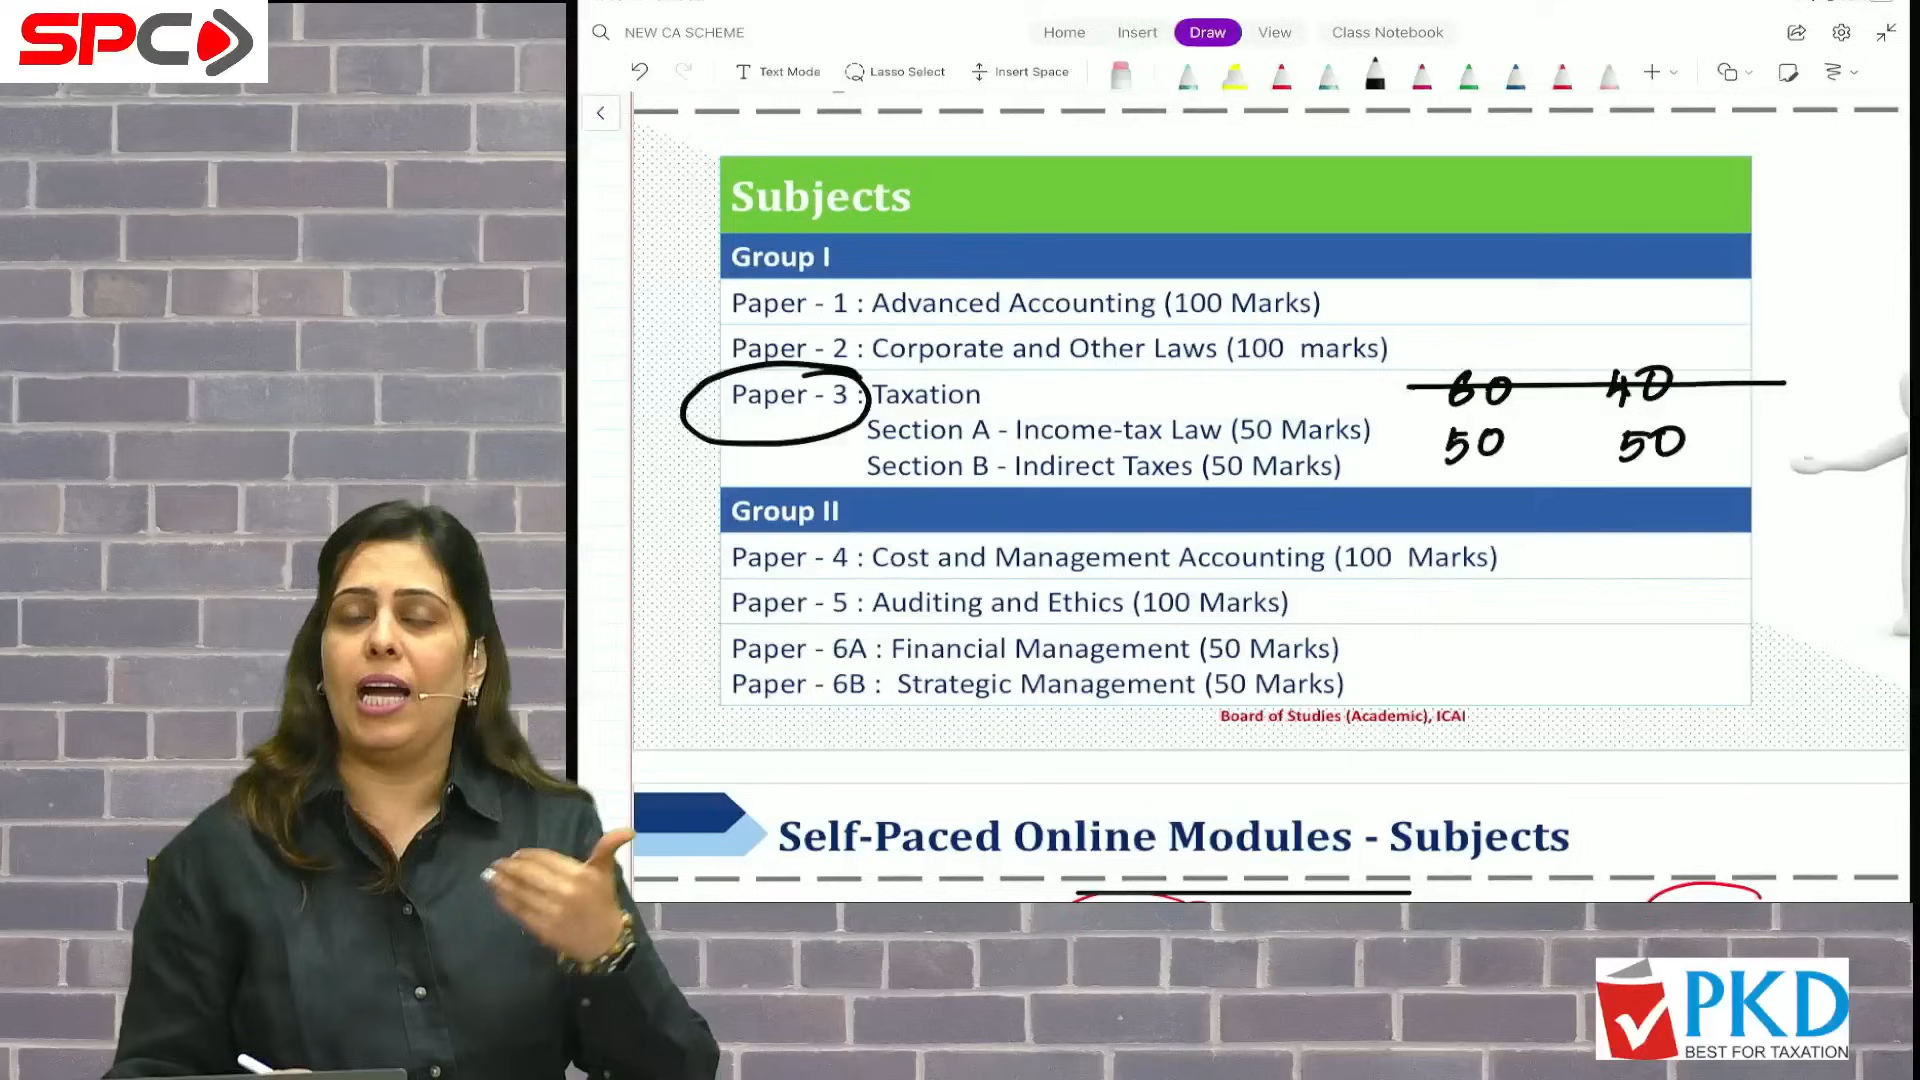 SPC
NEW CA SCHEME
Home Insert Draw View Class Notebook
Text Mode Lasso Select Insert Space
Subjects
Group I
Paper - 1 : Advanced Accounting (100 Marks)
Paper - 2 : Corporate and Other Laws (100 marks)
Paper - 3 : Taxation
60 40
Section A - Income-tax Law (50 Marks)
50 50
Section B - Indirect Taxes (50 Marks)
Group II
Paper - 4 : Cost and Management Accounting (100 Marks)
Paper - 5 : Auditing and Ethics (100 Marks)
Paper - 6A : Financial Management (50 Marks)
Paper - 6B : Strategic Management (50 Marks)
Board of Studies (Academic), ICAI
Self-Paced Online Modules - Subjects
PKD
BEST FOR TAXATION